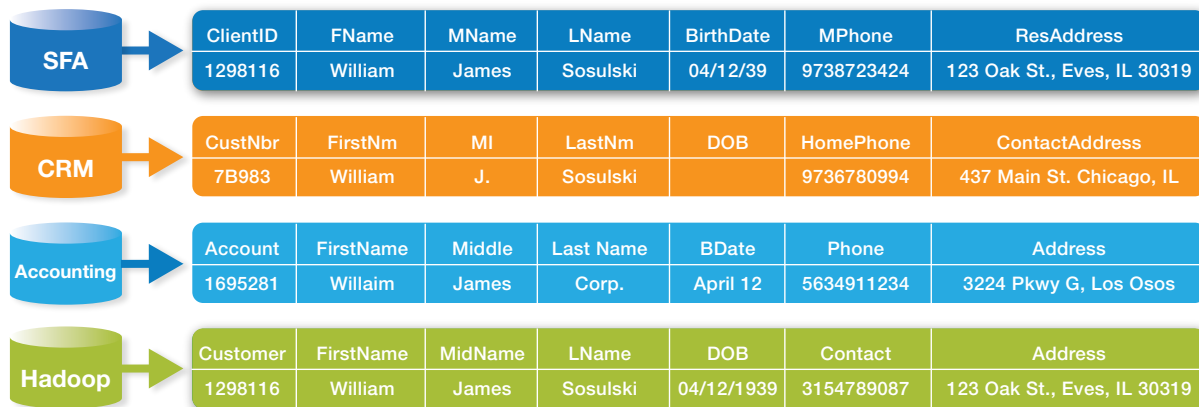 SFA
ClientID FName MName LName BirthDate MPhone ResAddress
1298116 William James Sosulski 04/12/39 9738723424 123 Oak St., Eves, IL 30319
CRM
CustNbr FirstNm MI LastNm DOB HomePhone ContactAddress
7B983 William J. Sosulski 9736780994 437 Main St. Chicago, IL
Accounting
Account FirstName Middle Last Name BDate Phone Address
1695281 Willaim James Corp. April 12 5634911234 3224 Pkwy G, Los Osos
Hadoop
Customer FirstName MidName LName DOB Contact Address
1298116 William James Sosulski 04/12/1939 3154789087 123 Oak St., Eves, IL 30319